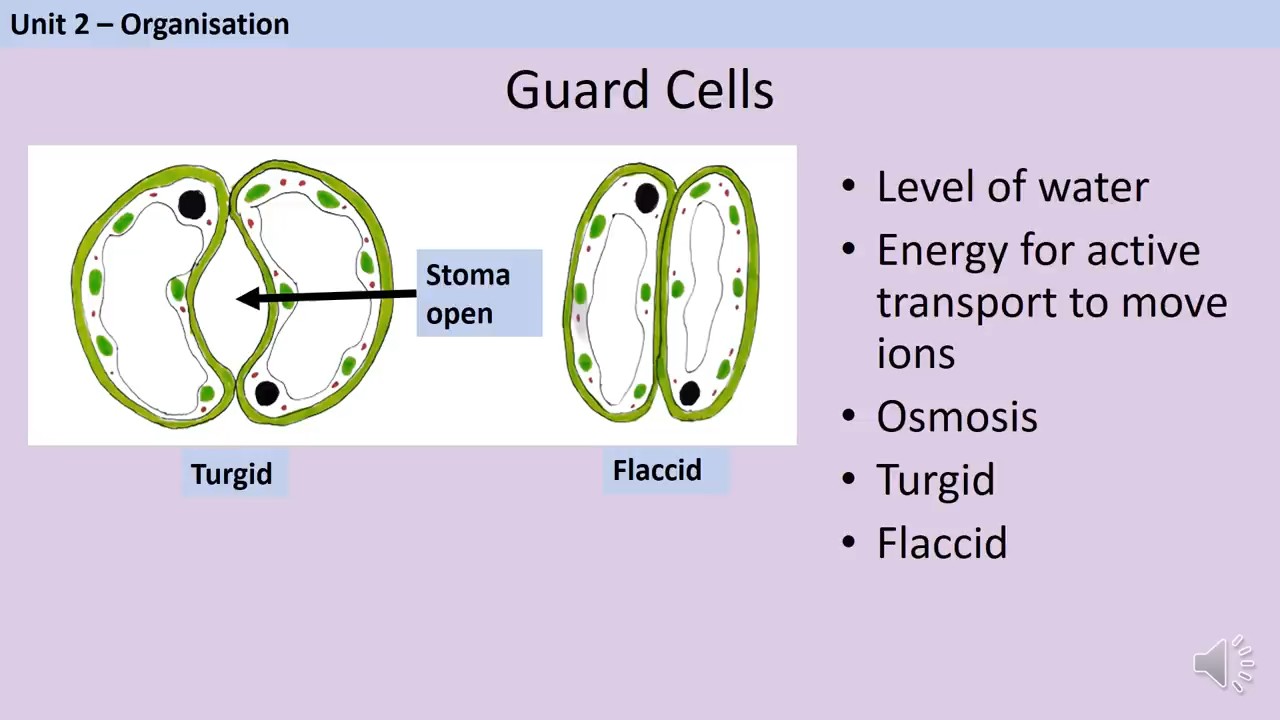 Unit 2 – Organisation
Guard Cells
Stoma
open
Turgid
Flaccid
• Level of water
• Energy for active
transport to move
ions
• Osmosis
• Turgid
• Flaccid